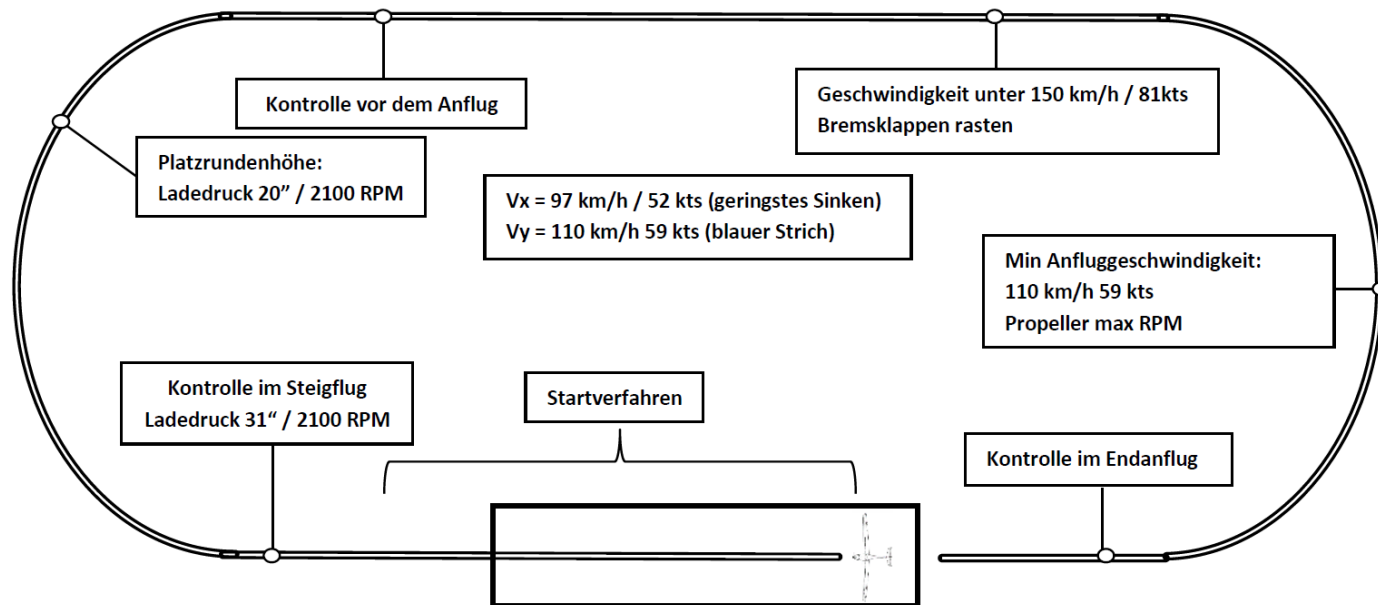 Kontrolle vor dem Anflug
Geschwindigkeit unter 150 km/h / 81kts
Bremsklappen rasten
Platzrundenhöhe:
Ladedruck 20” / 2100 RPM
Vx = 97 km/h / 52 kts (geringstes Sinken)
Vy = 110 km/h 59 kts (blauer Strich)
Min Anfluggeschwindigkeit:
110 km/h 59 kts
Propeller max RPM
Kontrolle im Steigflug
Ladedruck 31“ / 2100 RPM
Startverfahren
Kontrolle im Endanflug